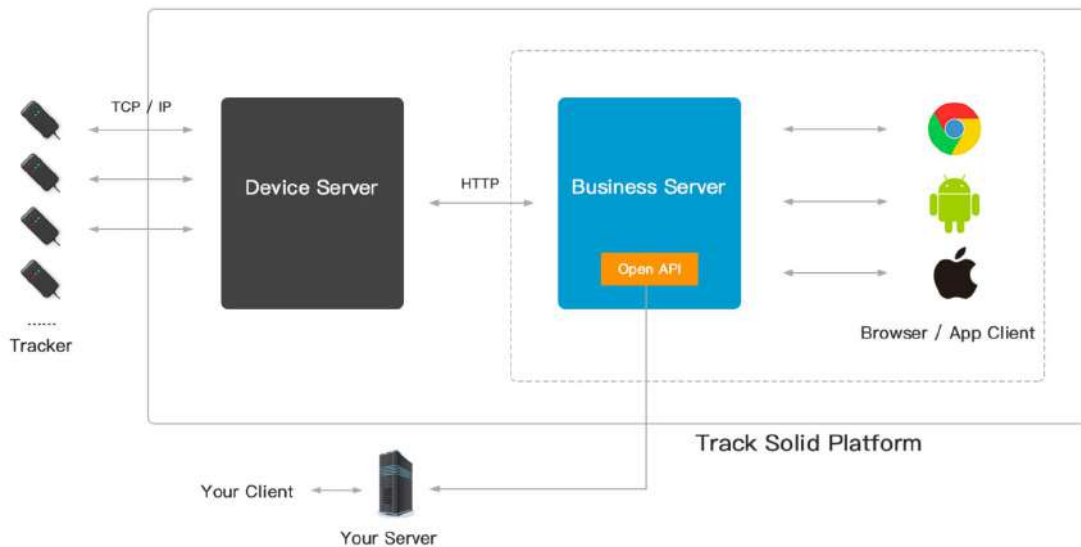 TCP / IP
Device Server
HTTP
Business Server
Open API
......
Tracker
Browser / App Client
Track Solid Platform
Your Client
Your Server